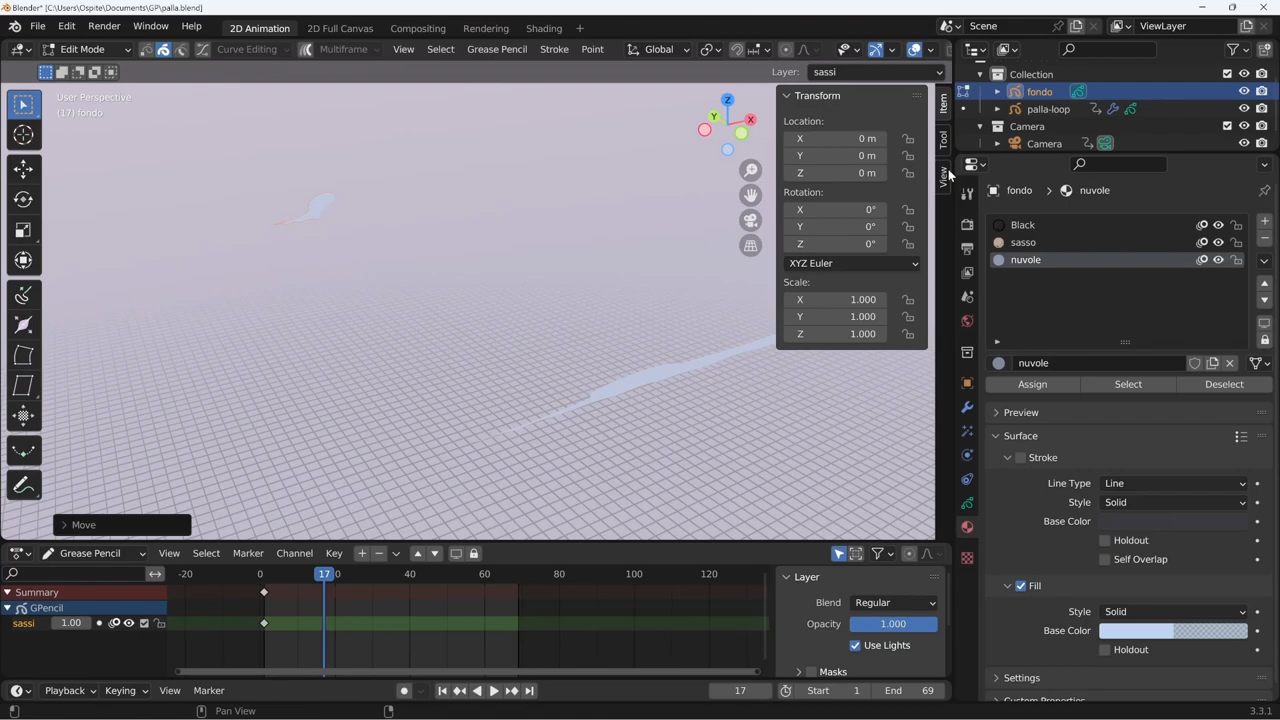 Blender* [C:\Users\Ospite\Documents\GP\palla.blend]
File Edit Render Window Help 2D Animation 2D Full Canvas Compositing Rendering Shading + Scene ViewLayer
Edit Mode Curve Editing Multiframe View Select Grease Pencil Stroke Point Global
Layer: sassi
User Perspective
(17) fondo
Z
Y
X
Transform
Location:
X 0 m
Y 0 m
Z 0 m
Rotation:
X 0°
Y 0°
Z 0°
XYZ Euler
Scale:
X 1.000
Y 1.000
Z 1.000
Item
Tool
View
Move
Collection
fondo
palla-loop
Camera
Camera
fondo > nuvole
Black
sasso
nuvole
nuvole
Assign Select Deselect
Preview
Surface
Stroke
Line Type Line
Style Solid
Base Color
Holdout
Self Overlap
Fill
Style Solid
Base Color
Holdout
Settings
Custom Properties
Grease Pencil View Select Marker Channel Key
-20 0 17 20 40 60 80 100 120
Summary
GPencil
sassi 1.00
Layer
Blend Regular
Opacity 1.000
Use Lights
Masks
Playback Keying View Marker 17 Start 1 End 69
Pan View 3.3.1